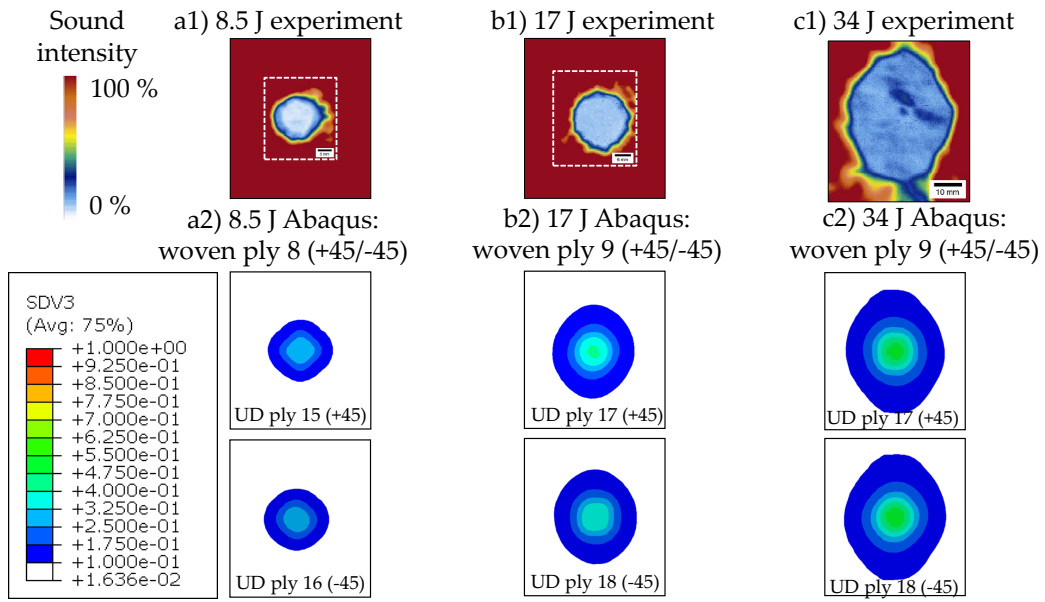 Sound
intensity
100 %
0 %
a1) 8.5 J experiment
b1) 17 J experiment
c1) 34 J experiment
10 mm
a2) 8.5 J Abaqus:
woven ply 8 (+45/-45)
b2) 17 J Abaqus:
woven ply 9 (+45/-45)
c2) 34 J Abaqus:
woven ply 9 (+45/-45)
SDV3
(Avg: 75%)
+1.000e+00
+9.250e-01
+8.500e-01
+7.750e-01
+7.000e-01
+6.250e-01
+5.500e-01
+4.750e-01
+4.000e-01
+3.250e-01
+2.500e-01
+1.750e-01
+1.000e-01
+1.636e-02
UD ply 15 (+45)
UD ply 17 (+45)
UD ply 17 (+45)
UD ply 16 (-45)
UD ply 18 (-45)
UD ply 18 (-45)